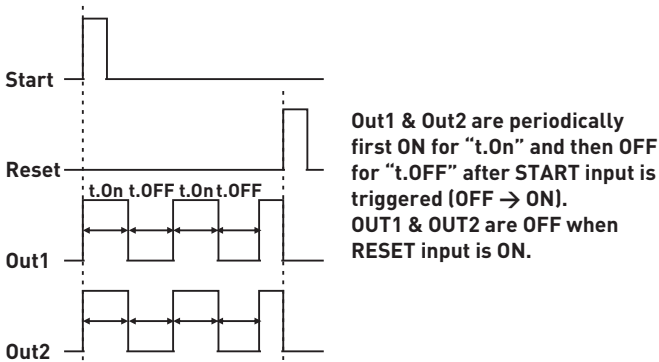 Start
Reset
t.On t.OFF t.On t.OFF
Out1
Out2
Out1 & Out2 are periodically
first ON for “t.On” and then OFF
for “t.OFF” after START input is
triggered (OFF → ON).
OUT1 & OUT2 are OFF when
RESET input is ON.